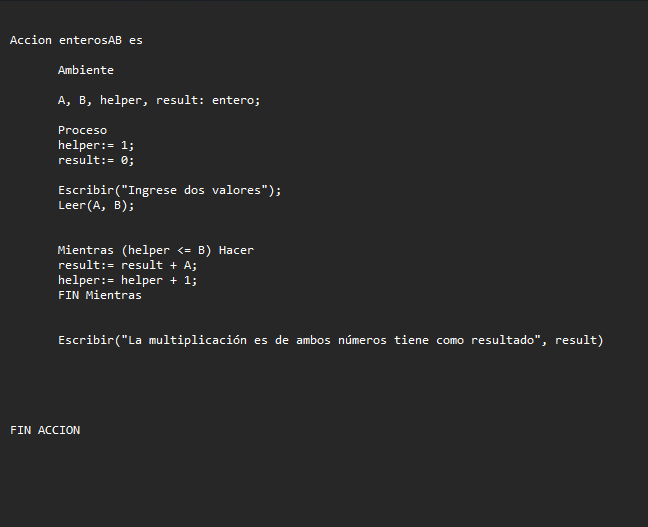 Accion enterosAB es
Ambiente
A, B, helper, result: entero;
Proceso
helper:= 1;
result:= 0;
Escribir("Ingrese dos valores");
Leer(A, B);
Mientras (helper <= B) Hacer
result:= result + A;
helper:= helper + 1;
FIN Mientras
Escribir("La multiplicación es de ambos números tiene como resultado", result)
FIN ACCION